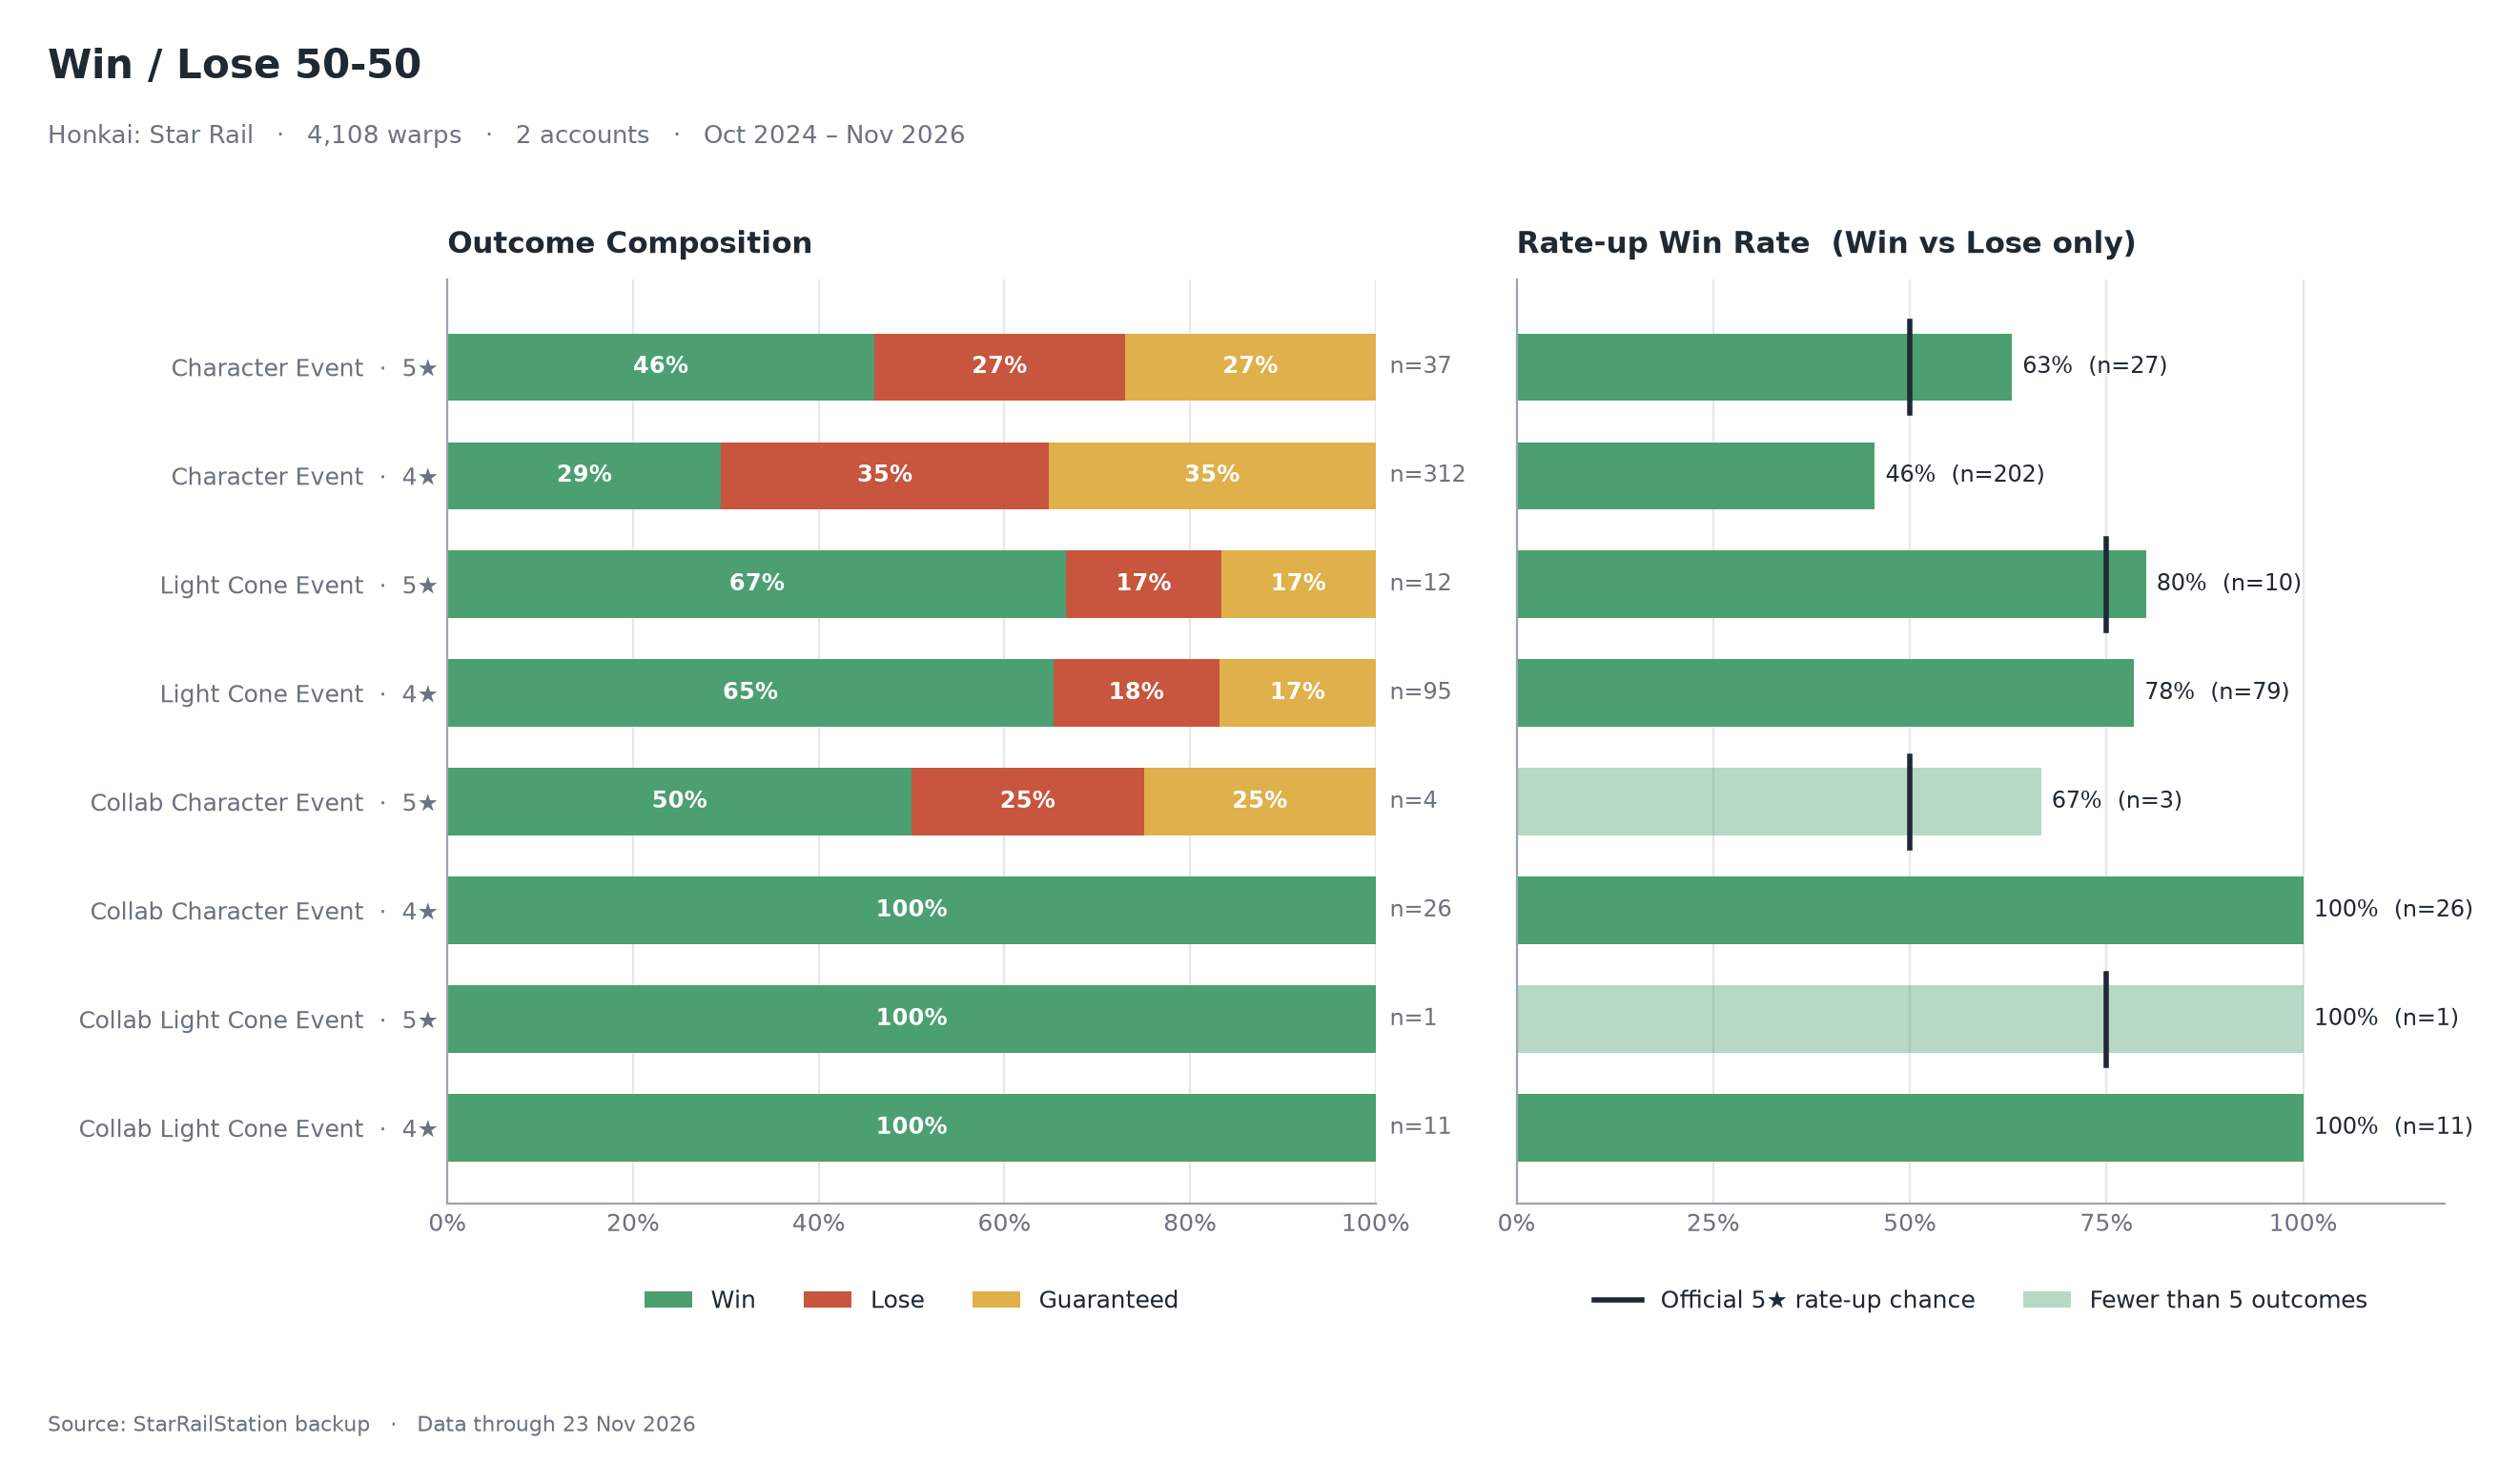 Win / Lose 50-50
Honkai: Star Rail · 4,108 warps · 2 accounts · Oct 2024 – Nov 2026
Outcome Composition
Character Event · 5★ 46% 27% 27% n=37
Character Event · 4★ 29% 35% 35% n=312
Light Cone Event · 5★ 67% 17% 17% n=12
Light Cone Event · 4★ 65% 18% 17% n=95
Collab Character Event · 5★ 50% 25% 25% n=4
Collab Character Event · 4★ 100% n=26
Collab Light Cone Event · 5★ 100% n=1
Collab Light Cone Event · 4★ 100% n=11
0% 20% 40% 60% 80% 100%
Win Lose Guaranteed
Rate-up Win Rate (Win vs Lose only)
63% (n=27)
46% (n=202)
80% (n=10)
78% (n=79)
67% (n=3)
100% (n=26)
100% (n=1)
100% (n=11)
0% 25% 50% 75% 100%
Official 5★ rate-up chance Fewer than 5 outcomes
Source: StarRailStation backup · Data through 23 Nov 2026